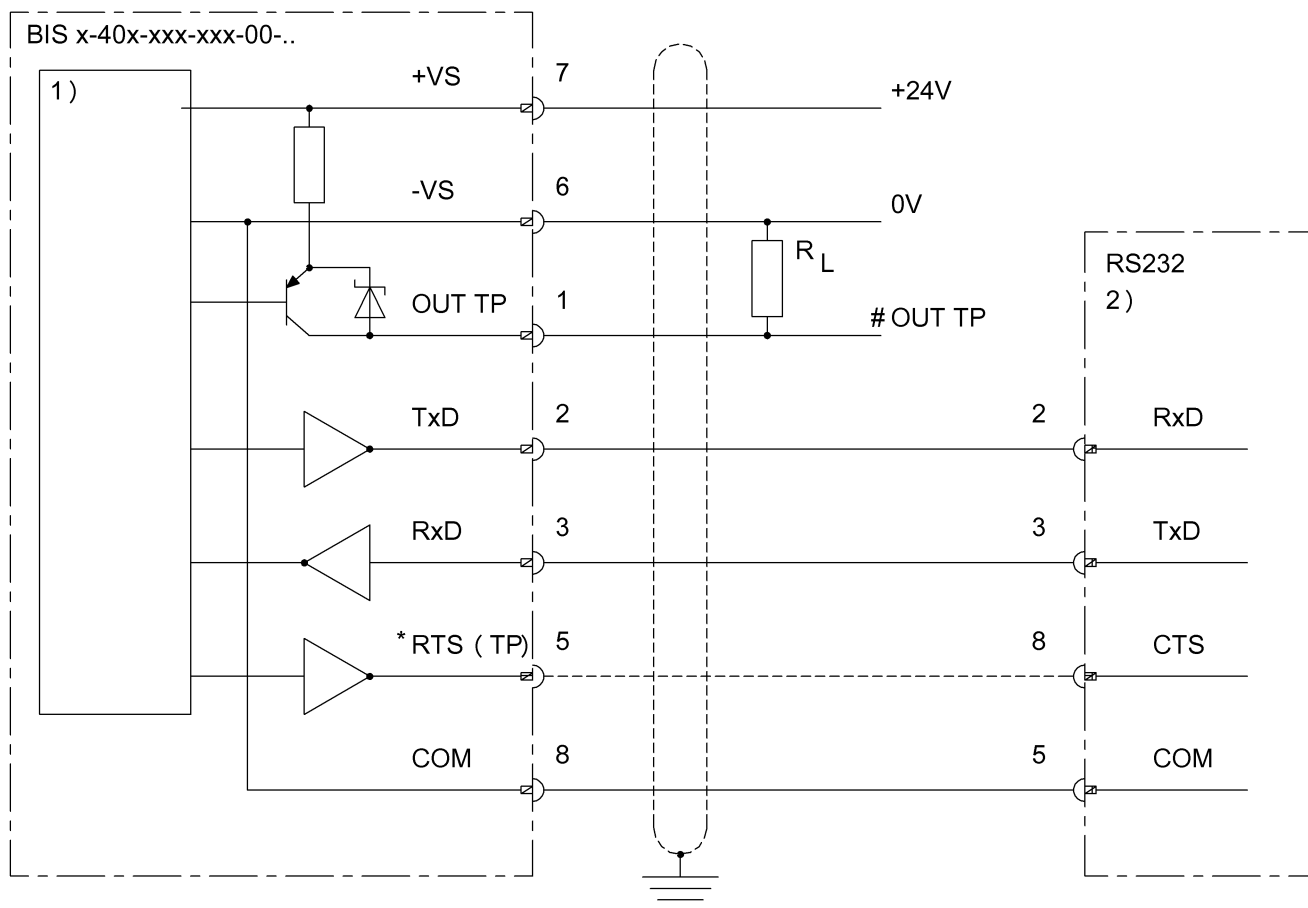 BIS x-40x-xxx-xxx-00-..
1)
+VS
7
+24V
-VS
6
0V
R L
RS232
2)
OUT TP
1
# OUT TP
TxD
2
2
RxD
RxD
3
3
TxD
* RTS ( TP)
5
8
CTS
COM
8
5
COM